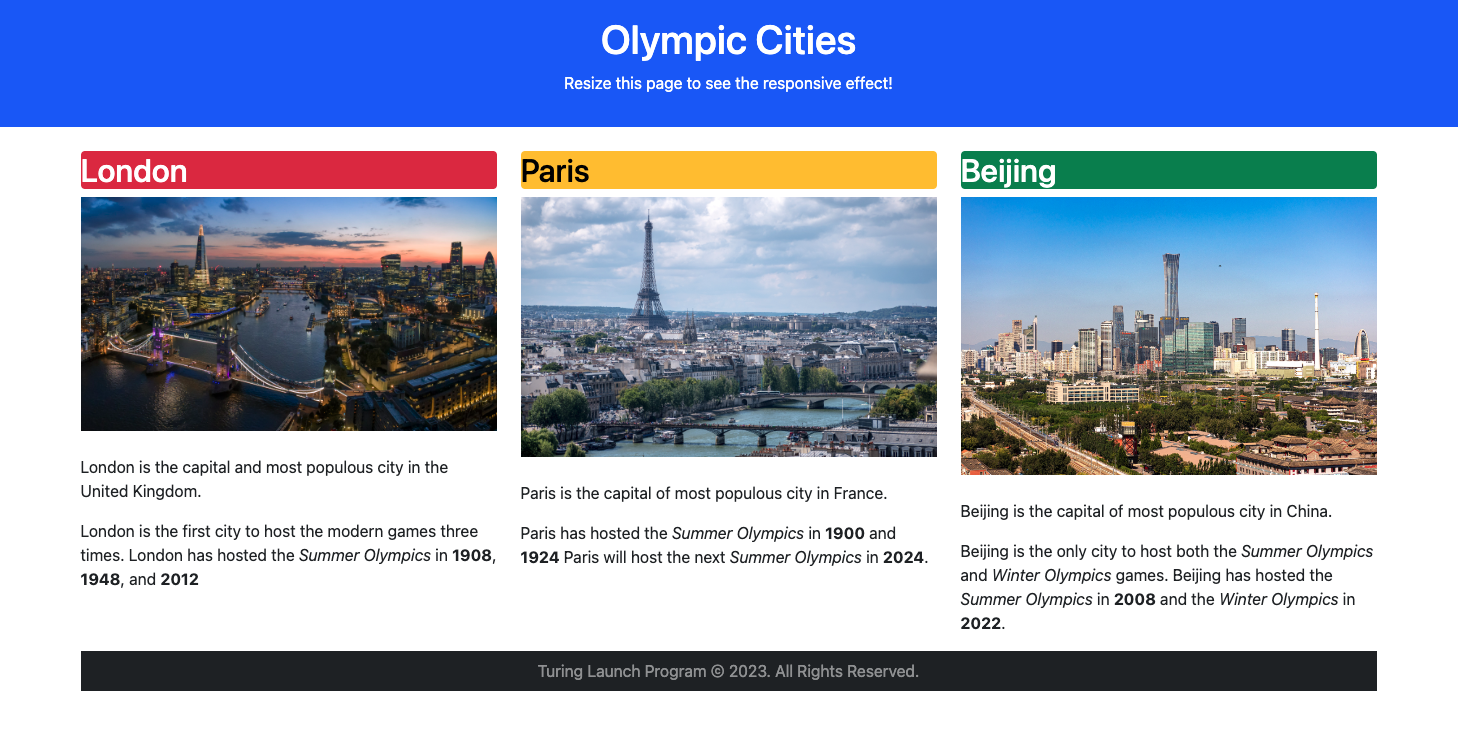 Olympic Cities
Resize this page to see the responsive effect!
London
London is the capital and most populous city in the
United Kingdom.
London is the first city to host the modern games three
times. London has hosted the Summer Olympics in 1908,
1948, and 2012
Paris
Paris is the capital of most populous city in France.
Paris has hosted the Summer Olympics in 1900 and
1924 Paris will host the next Summer Olympics in 2024.
Beijing
Beijing is the capital of most populous city in China.
Beijing is the only city to host both the Summer Olympics
and Winter Olympics games. Beijing has hosted the
Summer Olympics in 2008 and the Winter Olympics in
2022.
Turing Launch Program © 2023. All Rights Reserved.